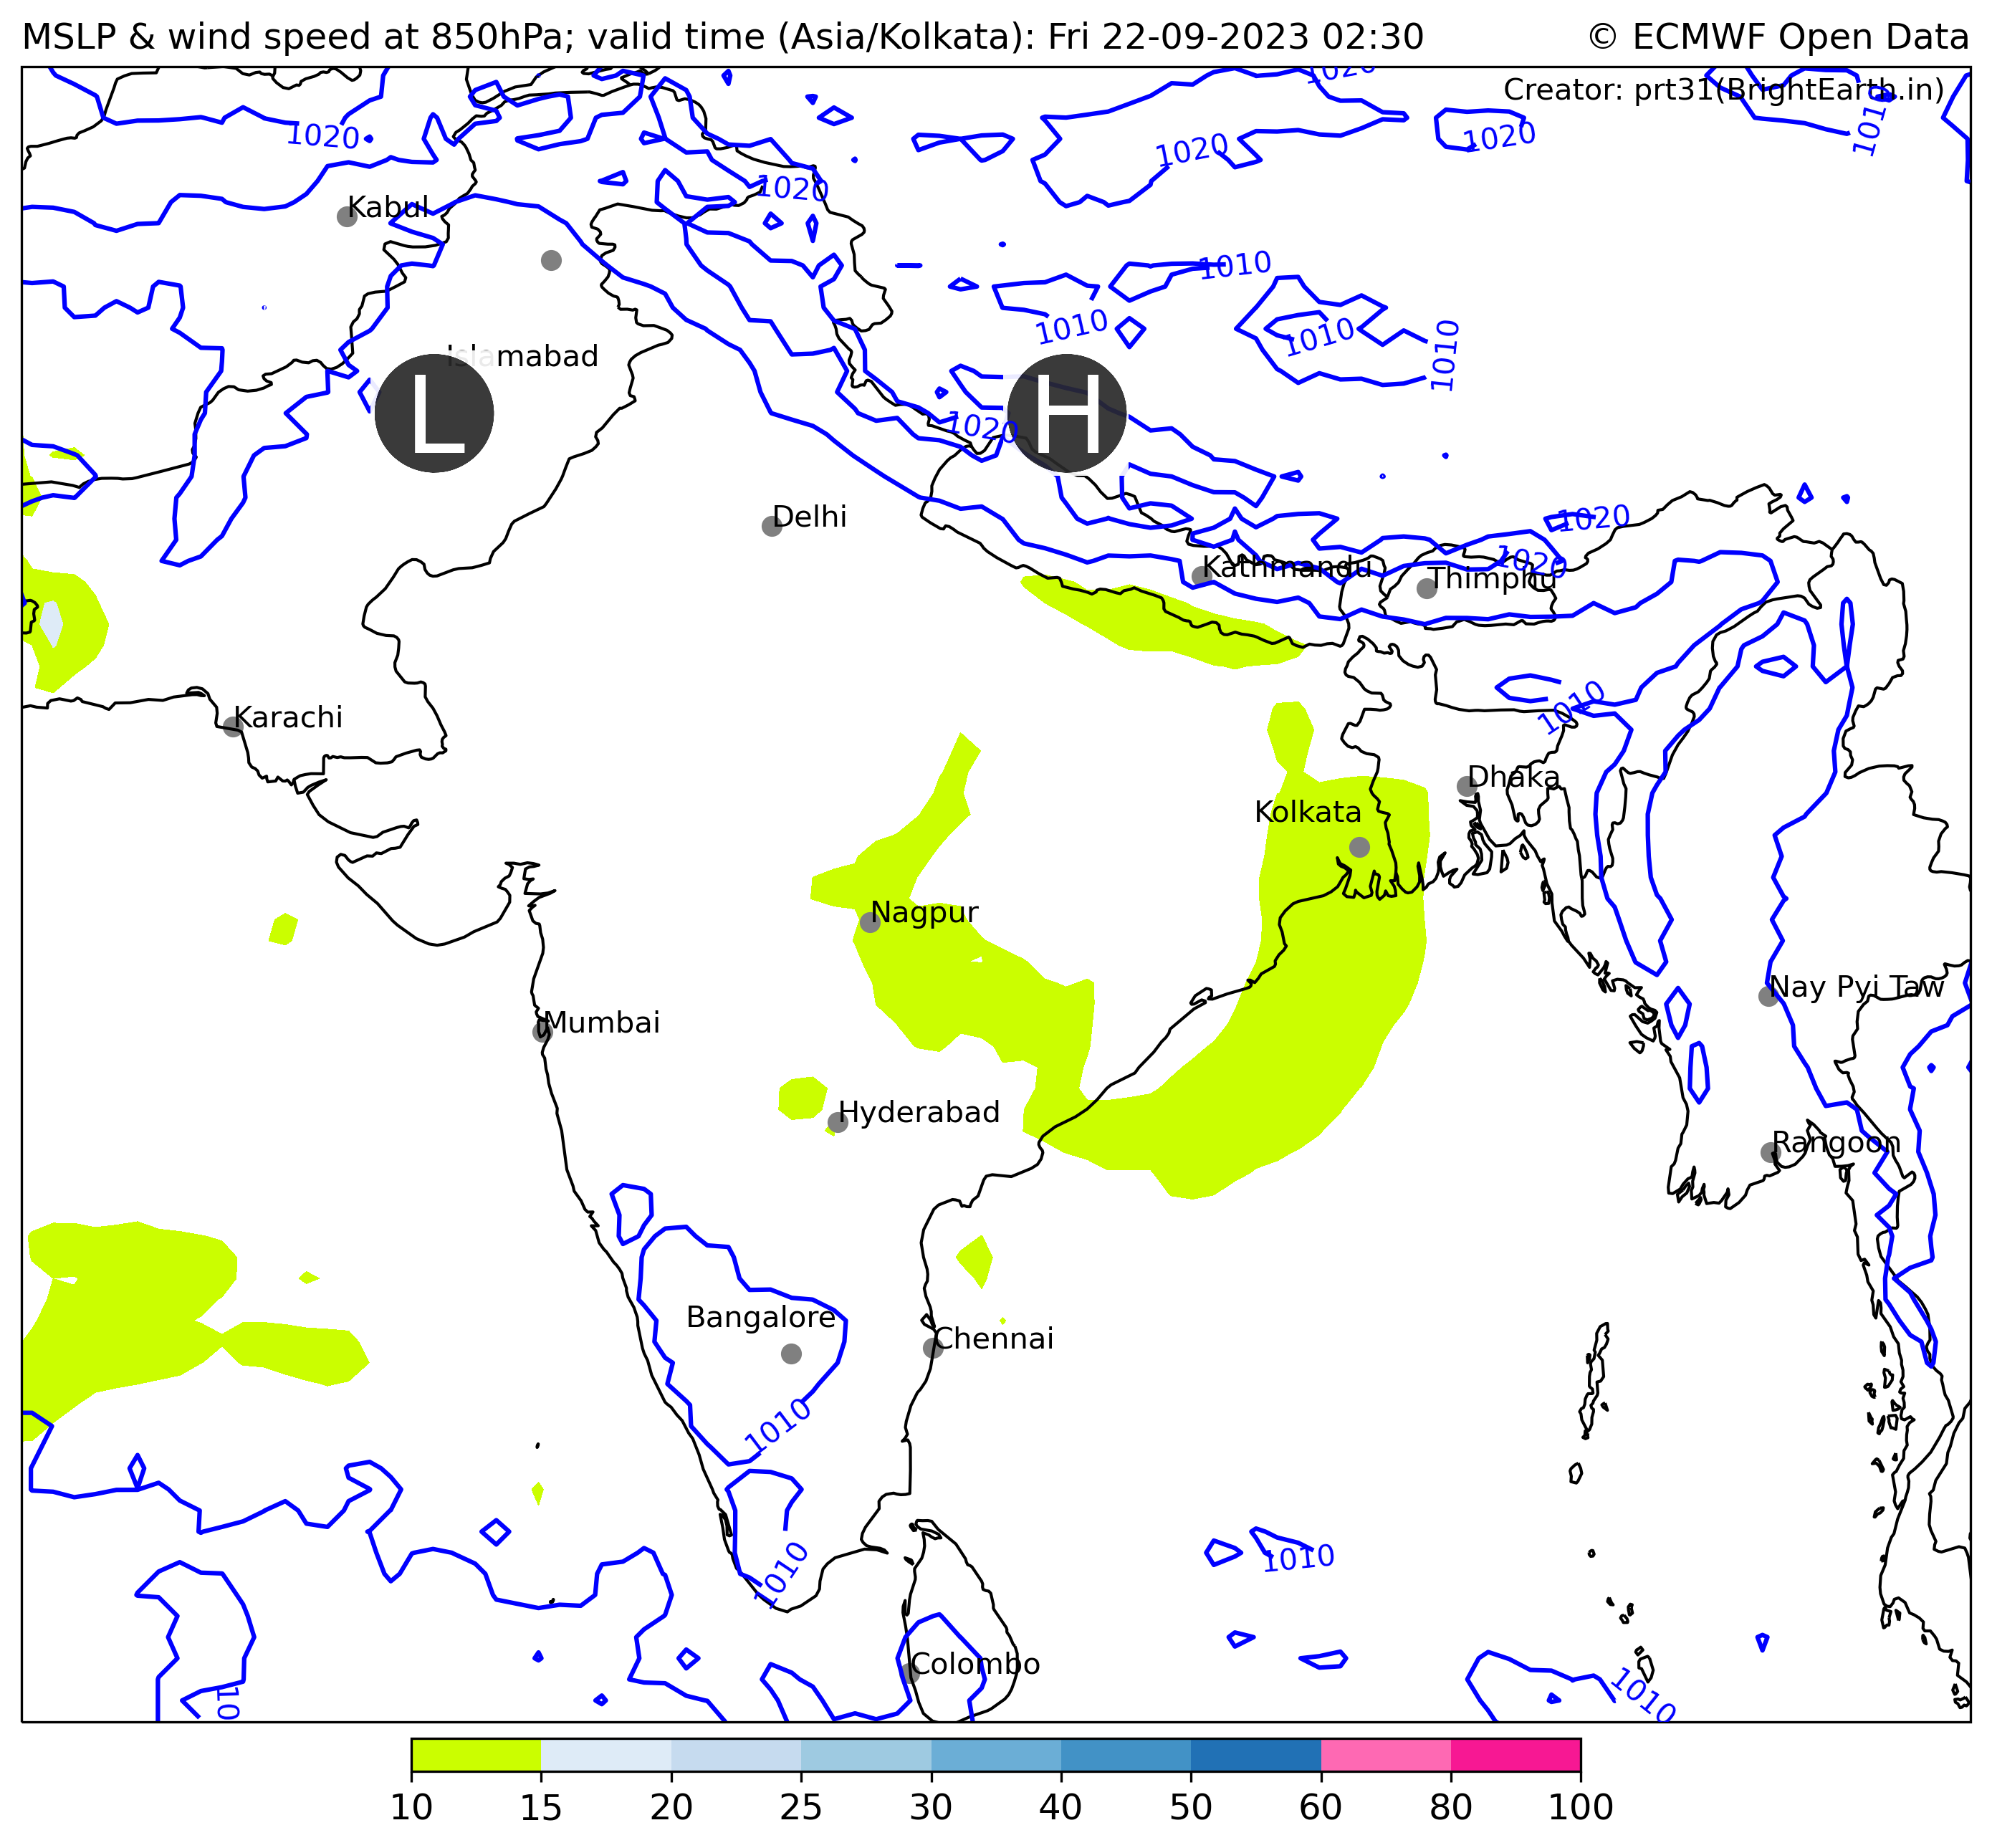 MSLP & wind speed at 850hPa; valid time (Asia/Kolkata): Fri 22-09-2023 02:30
© ECMWF Open Data
Creator: prt31(BrightEarth.in)
1020
1010
1020
1020
1020
Kabul
1020
1010
1010
1010
1010
Islamabad
L
H
1020
Delhi
1020
1020
Kathmandu
Thimphu
1010
Karachi
Dhaka
Kolkata
Nagpur
Nay Pyi Taw
Mumbai
Hyderabad
Rangoon
Bangalore
Chennai
1010
1010
1010
Colombo
10
1010
10 15 20 25 30 40 50 60 80 100